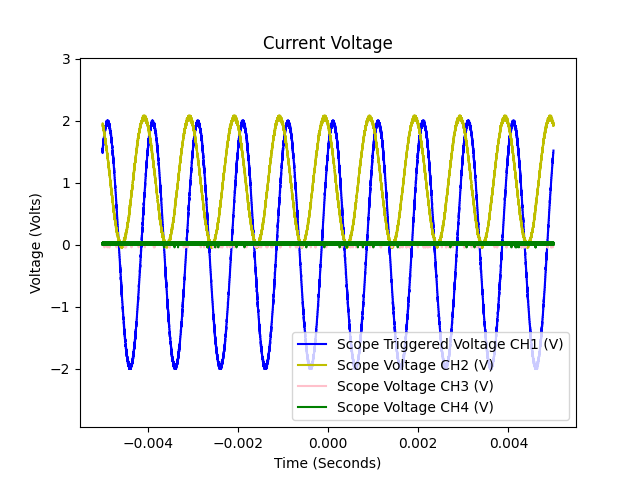 Current Voltage
Voltage (Volts)
3
2
1
0
−1
−2
Scope Triggered Voltage CH1 (V)
Scope Voltage CH2 (V)
Scope Voltage CH3 (V)
Scope Voltage CH4 (V)
−0.004
−0.002
0.000
0.002
0.004
Time (Seconds)